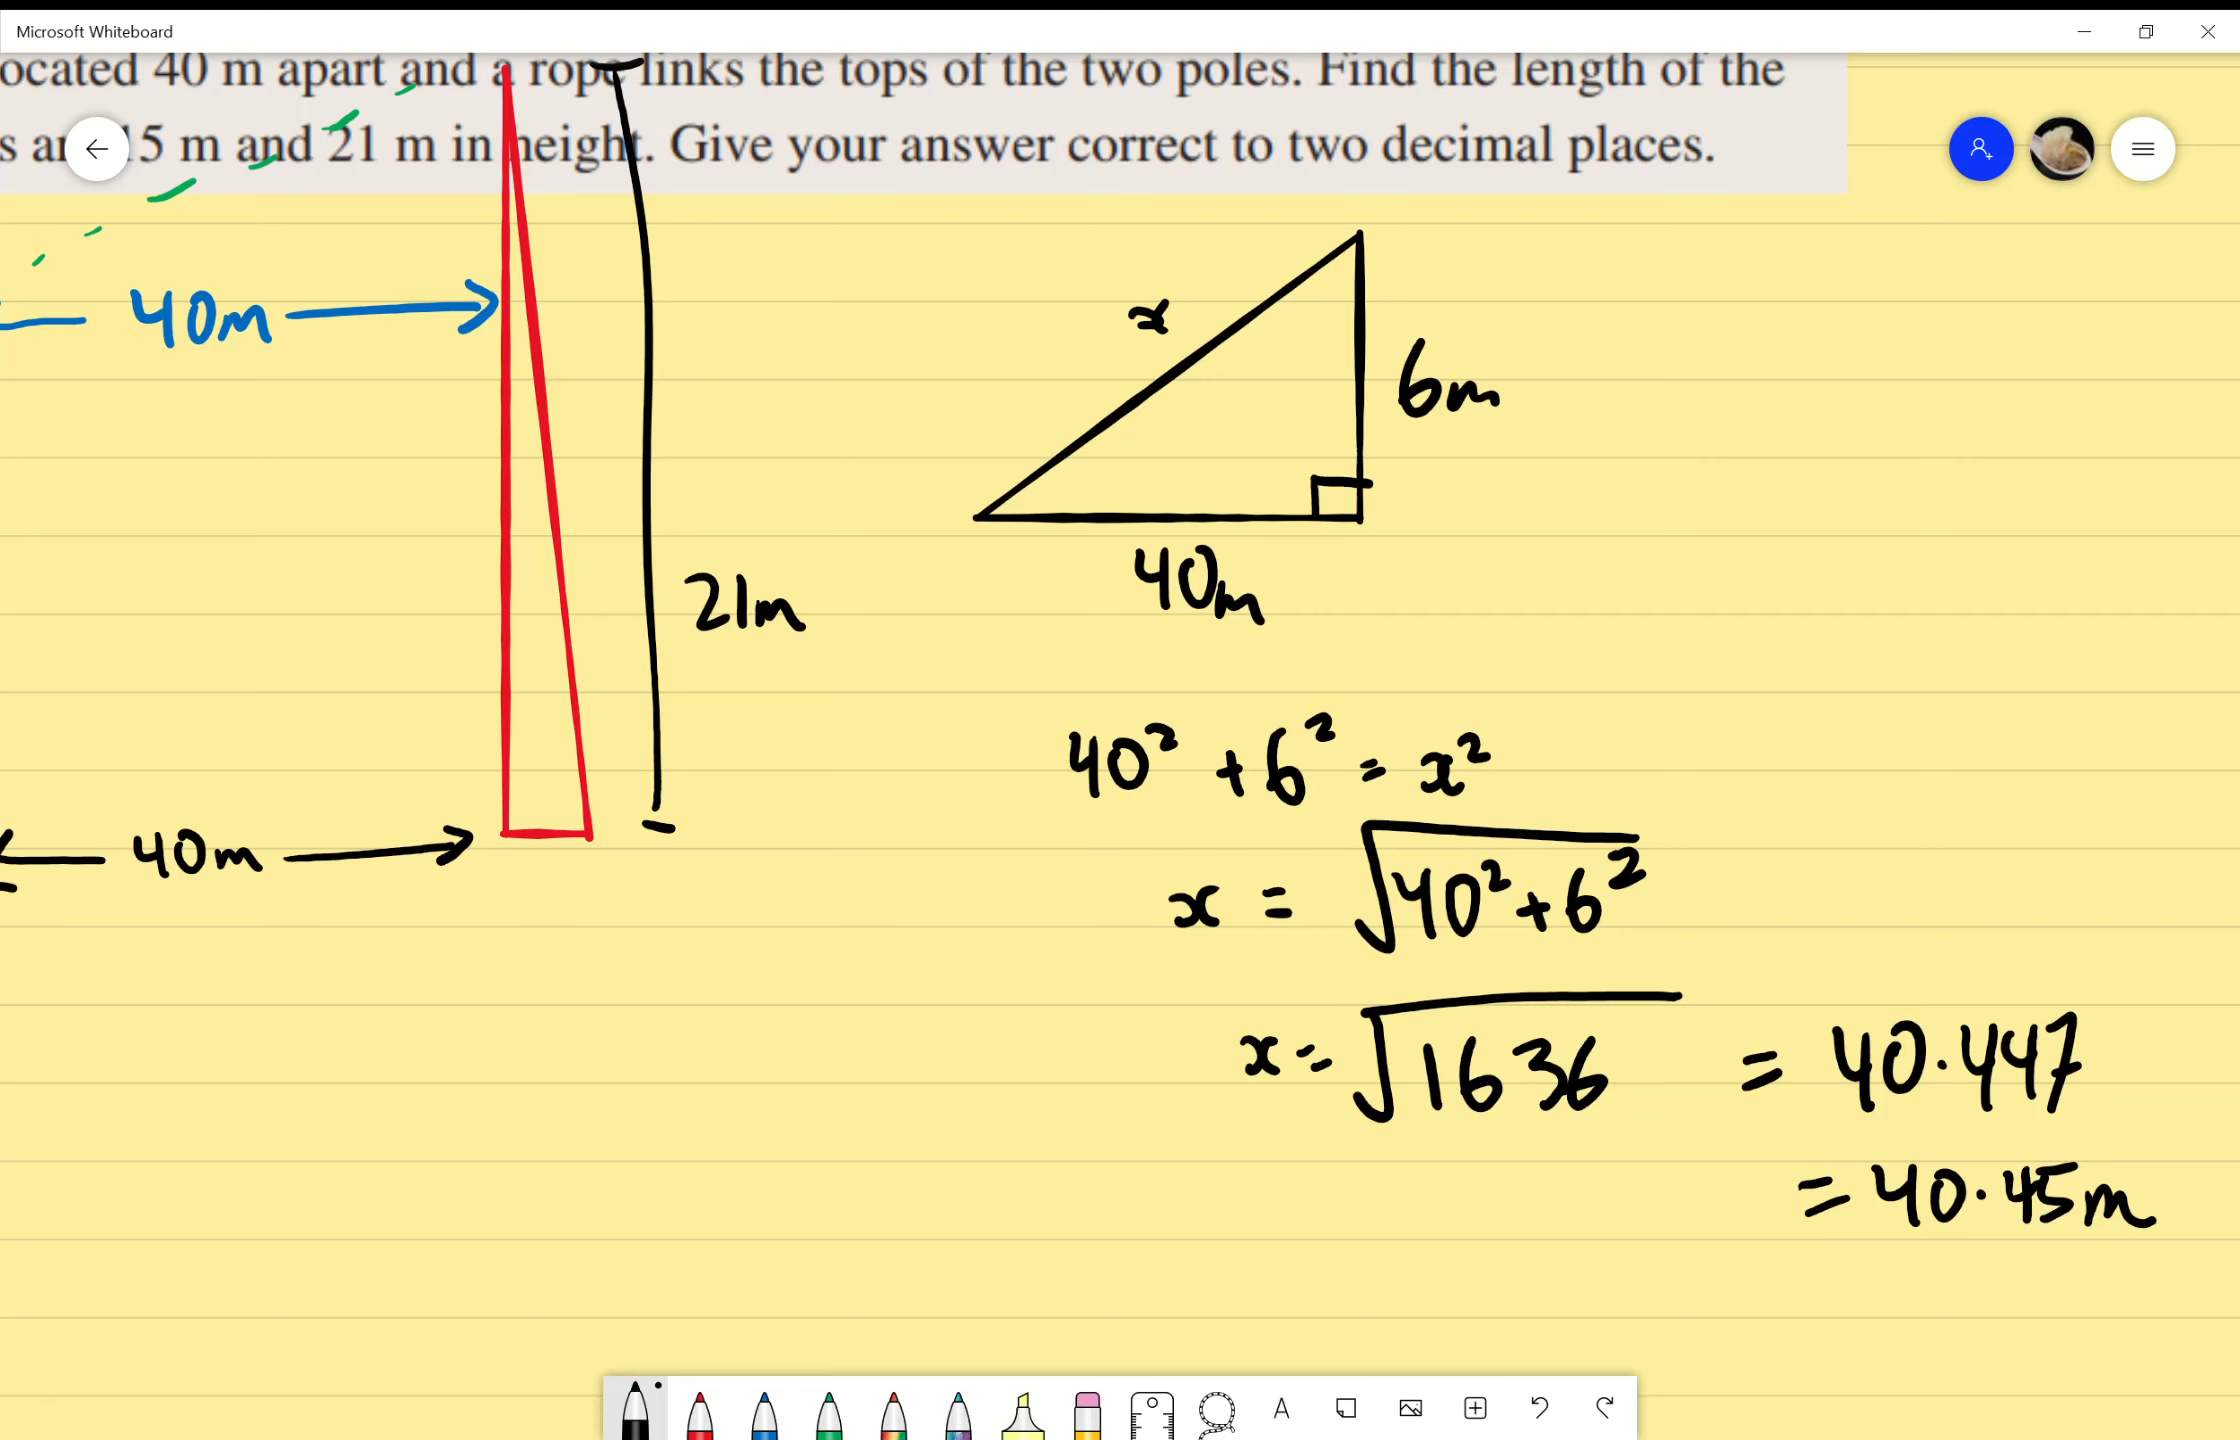 Microsoft Whiteboard
ocated 40 m apart and a rope links the tops of the two poles. Find the length of the
s ar 15 m and 21 m in height. Give your answer correct to two decimal places.
40m
x
6m
40m
21m
40² + 6² = x²
40m
x = √40² + 6²
x = √1636 = 40.447
= 40.45m
A